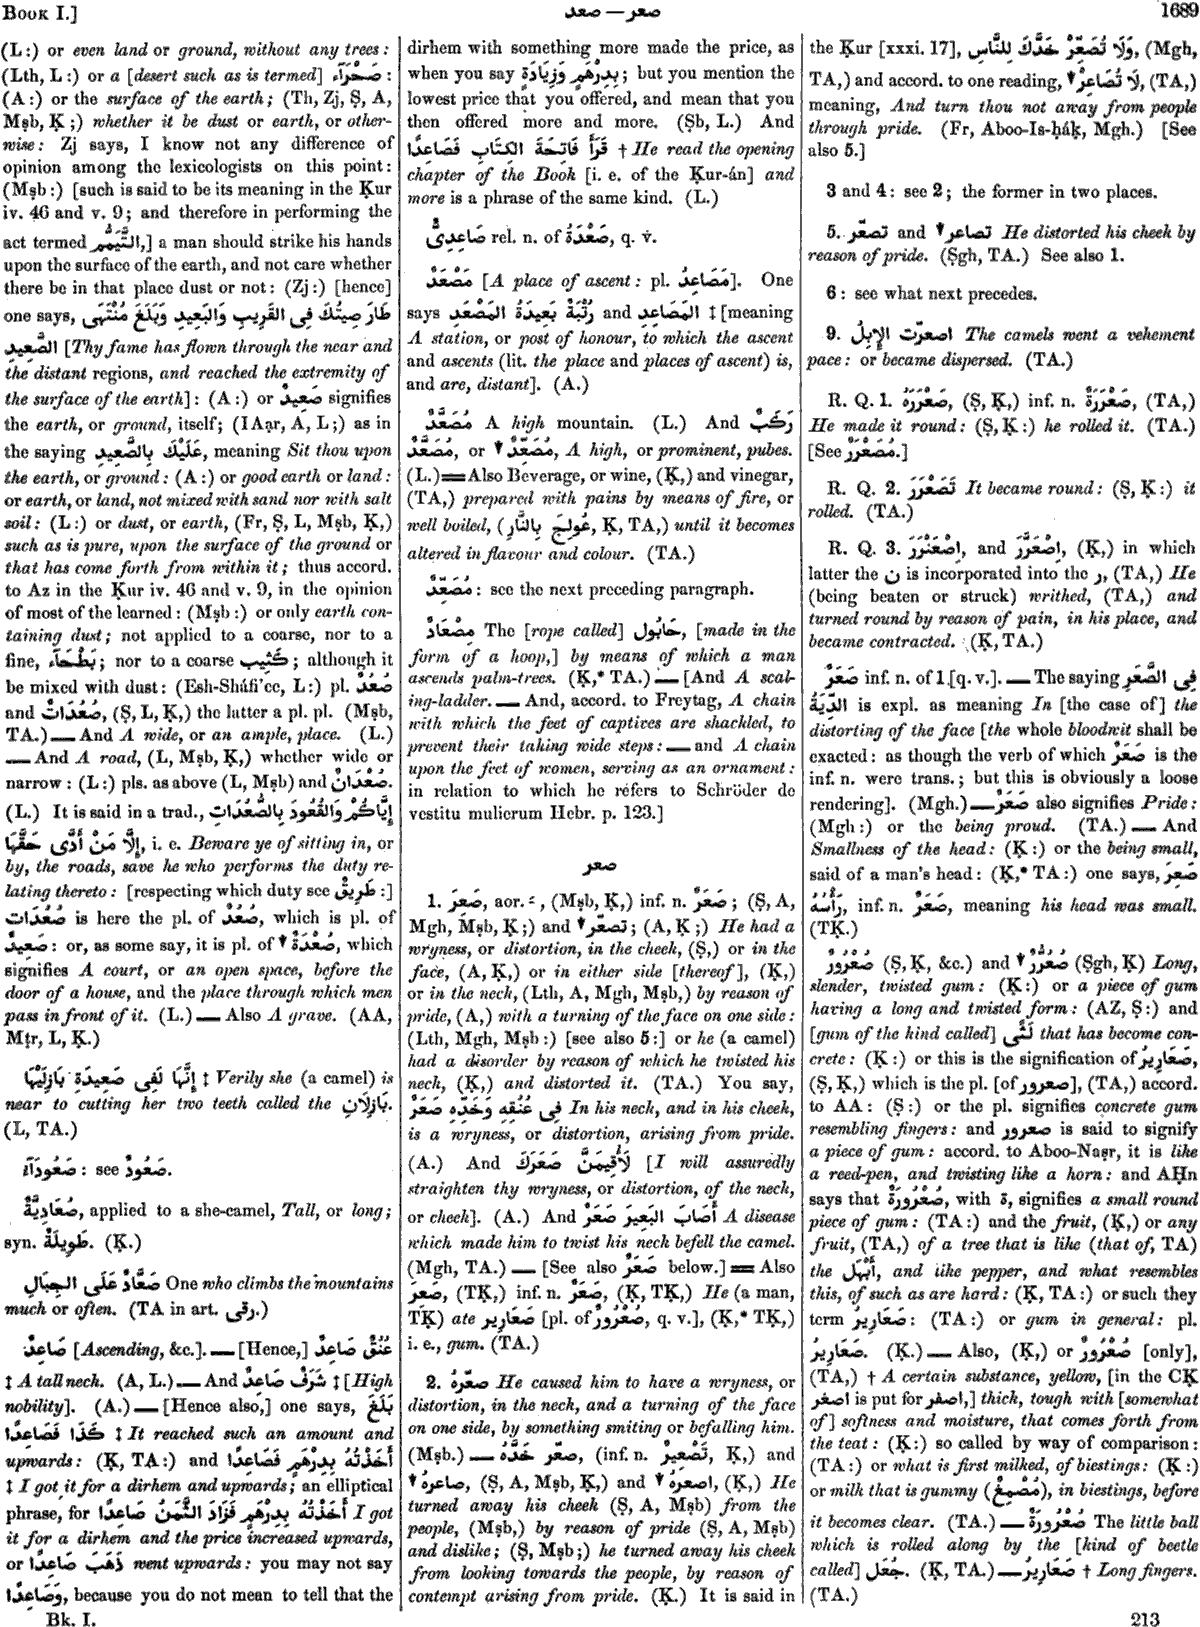 Book I.]
صعد — صعر
1689
(L:) or even land or ground, without any trees:
(Lth, L:) or a [desert such as is termed] صَحْرَآء:
(A:) or the surface of the earth; (Th, Zj, Ṣ, A,
Mṣb, Ḳ;) whether it be dust or earth, or other-
wise: Zj says, I know not any difference of
opinion among the lexicologists on this point:
(Mṣb:) [such is said to be its meaning in the Ḳur
iv. 46 and v. 9; and therefore in performing the
act termed التَّيَمُّم,] a man should strike his hands
upon the surface of the earth, and not care whether
there be in that place dust or not: (Zj:) [hence]
one says, طَارَ صِيتُكَ فِى القَرِيبِ وَالبَعِيدِ وَبَلَغَ مُنْتَهَى
الصَّعِيدِ [Thy fame has flown through the near and
the distant regions, and reached the extremity of
the surface of the earth]: (A:) or صَعِيدٌ signifies
the earth, or ground, itself; (IAạr, A, L;) as in
the saying عَلَيْكَ بِالصَّعِيدِ, meaning Sit thou upon
the earth, or ground: (A:) or good earth or land:
or earth, or land, not mixed with sand nor with salt
soil: (L:) or dust, or earth, (Fr, Ṣ, L, Mṣb, Ḳ,)
such as is pure, upon the surface of the ground or
that has come forth from within it; thus accord.
to Az in the Ḳur iv. 46 and v. 9, in the opinion
of most of the learned: (Mṣb:) or only earth con-
taining dust; not applied to a coarse, nor to a
fine, بَطْحَآء; nor to a coarse كَثِيب; although it
be mixed with dust: (Esh-Sháfi'ee, L:) pl. صُعُدٌ
and صُعُدَاتٌ, (Ṣ, L, Ḳ,) the latter a pl. pl. (Mṣb,
TA.) — And A wide, or an ample, place. (L.)
— And A road, (L, Mṣb, Ḳ,) whether wide or
narrow: (L:) pls. as above (L, Mṣb) and صُعْدَانٌ.
(L.) It is said in a trad., إِيَّاكُمْ وَالقُعُودَ بِالصُّعُدَاتِ
إِلَّا مَنْ أَدَّى حَقَّهَا, i. e. Beware ye of sitting in, or
by, the roads, save he who performs the duty re-
lating thereto: [respecting which duty see طَرِيقٌ:]
صُعُدَات is here the pl. of صُعُدٌ, which is pl. of
صَعِيدٌ: or, as some say, it is pl. of ▼ صُعْدَةٌ, which
signifies A court, or an open space, before the
door of a house, and the place through which men
pass in front of it. (L.) — Also A grave. (AA,
Mṭr, L, Ḳ.)
إِنَّهَا لَفِى صَعِيدَةِ بَازِلَيْهَا ‡ Verily she (a camel) is
near to cutting her two teeth called the بَازِلَانِ.
(L, TA.)
صَعُودَآءُ: see صَعُودٌ.
صُعَادِيَّةٌ, applied to a she-camel, Tall, or long;
syn. طَوِيلَةٌ. (Ḳ.)
صَعَّادٌ عَلَى الجِبَالِ One who climbs the mountains
much or often. (TA in art. رقى.)
صَاعِدٌ [Ascending, &c.]. — [Hence,] عُنُقٌ صَاعِدٌ
‡ A tall neck. (A, L.) — And شَرَفٌ صَاعِدٌ ‡ [High
nobility]. (A.) — [Hence also,] one says, بَلَغَ
كَذَا فَصَاعِدًا ‡ It reached such an amount and
upwards: (Ḳ, TA:) and أَخَذْتُهُ بِدِرْهَمٍ فَصَاعِدًا
‡ I got it for a dirhem and upwards; an elliptical
phrase, for أَخَذْتُهُ بِدِرْهَمٍ فَزَادَ الثَّمَنُ صَاعِدًا I got
it for a dirhem and the price increased upwards,
or ذَهَبَ صَاعِدًا went upwards: you may not say
وَصَاعِدًا, because you do not mean to tell that the
Bk. I.
dirhem with something more made the price, as
when you say بِدِرْهَمٍ وَزِيَادَةٍ; but you mention the
lowest price that you offered, and mean that you
then offered more and more. (Ṣb, L.) And
قَرَأَ فَاتِحَةَ الكِتَابِ فَصَاعِدًا † He read the opening
chapter of the Book [i. e. of the Ḳur-án] and
more is a phrase of the same kind. (L.)
صَاعِدِىٌّ rel. n. of صَعْدَةُ, q. v.
مَصْعَدٌ [A place of ascent: pl. مَصَاعِدُ]. One
says رُتْبَةٌ بَعِيدَةُ المَصْعَدِ and المَصَاعِدِ ‡ [meaning
A station, or post of honour, to which the ascent
and ascents (lit. the place and places of ascent) is,
and are, distant]. (A.)
مُصَعَّدٌ A high mountain. (L.) And رَكَبٌ
مُصَعَّدٌ, or ▼ مُصَعِّدٌ, A high, or prominent, pubes.
(L.) ═ Also Beverage, or wine, (Ḳ,) and vinegar,
(TA,) prepared with pains by means of fire, or
well boiled, (عُولِجَ بِالنَّارِ, Ḳ, TA,) until it becomes
altered in flavour and colour. (TA.)
مُصَعِّدٌ: see the next preceding paragraph.
مِصْعَادٌ The [rope called] حَابُول, [made in the
form of a hoop,] by means of which a man
ascends palm-trees. (Ḳ,* TA.) — [And A scal-
ing-ladder. — And, accord. to Freytag, A chain
with which the feet of captives are shackled, to
prevent their taking wide steps: — and A chain
upon the feet of women, serving as an ornament:
in relation to which he refers to Schröder de
vestitu mulierum Hebr. p. 123.]
صعر
1. صَعِرَ, aor. ـَ, (Mṣb, Ḳ,) inf. n. صَعَرٌ; (Ṣ, A,
Mgh, Mṣb, Ḳ;) and ▼ تصعّر; (A, Ḳ;) He had a
wryness, or distortion, in the cheek, (Ṣ,) or in the
face, (A, Ḳ,) or in either side [thereof], (Ḳ,)
or in the neck, (Lth, A, Mgh, Mṣb,) by reason of
pride, (A,) with a turning of the face on one side:
(Lth, Mgh, Mṣb:) [see also 5:] or he (a camel)
had a disorder by reason of which he twisted his
neck, (Ḳ,) and distorted it. (TA.) You say,
فِى عُنُقِهِ وَخَدِّهِ صَعَرٌ In his neck, and in his cheek,
is a wryness, or distortion, arising from pride.
(A.) And لَأُقِيمَنَّ صَعَرَكَ [I will assuredly
straighten thy wryness, or distortion, of the neck,
or cheek]. (A.) And أَصَابَ البَعِيرَ صَعَرٌ A disease
which made him to twist his neck befell the camel.
(Mgh, TA.) — [See also صَعَرٌ below.] ═ Also
صَعِرَ, (TḲ,) inf. n. صَعَرٌ, (Ḳ, TḲ,) He (a man,
TḲ) ate صَعَارِير [pl. of صُعْرُورٌ, q. v.], (Ḳ,* TḲ,)
i. e., gum. (TA.)
2. صعّرهُ He caused him to have a wryness, or
distortion, in the neck, and a turning of the face
on one side, by something smiting or befalling him.
(Mṣb.) — صعّر خَدَّهُ, (inf. n. تَصْعِيرٌ, Ḳ,) and
▼ صاعرهُ, (Ṣ, A, Mṣb, Ḳ,) and ▼ اصعرهُ, (Ḳ,) He
turned away his cheek (Ṣ, A, Mṣb) from the
people, (Mṣb,) by reason of pride (Ṣ, A, Mṣb)
and dislike; (Ṣ, Mṣb;) he turned away his cheek
from looking towards the people, by reason of
contempt arising from pride. (Ḳ.) It is said in
the Ḳur [xxxi. 17], وَلَا تُصَعِّرْ خَدَّكَ لِلنَّاسِ, (Mgh,
TA,) and accord. to one reading, ▼ لَا تُصَاعِرْ, (TA,)
meaning, And turn thou not away from people
through pride. (Fr, Aboo-Is-ḥáḳ, Mgh.) [See
also 5.]
3 and 4: see 2; the former in two places.
5. تصعّر and ▼ تصاعر He distorted his cheek by
reason of pride. (Ṣgh, TA.) See also 1.
6: see what next precedes.
9. اصعرّت الإِبِلُ The camels went a vehement
pace: or became dispersed. (TA.)
R. Q. 1. صَعْرَرَهُ, (Ṣ, Ḳ,) inf. n. صَعْرَرَةٌ, (TA,)
He made it round: (Ṣ, Ḳ:) he rolled it. (TA.)
[See مُصَعْرَرٌ.]
R. Q. 2. تَصَعْرَرَ It became round: (Ṣ, Ḳ:) it
rolled. (TA.)
R. Q. 3. اِصْعَنْرَرَ, and اِصْعَرَّرَ, (Ḳ,) in which
latter the ن is incorporated into the ر, (TA,) He
(being beaten or struck) writhed, (TA,) and
turned round by reason of pain, in his place, and
became contracted. (Ḳ, TA.)
صَعَرٌ inf. n. of 1 [q. v.]. — The saying فِى الصَّعَرِ
الدِّيَةُ is expl. as meaning In [the case of] the
distorting of the face [the whole bloodwit shall be
exacted: as though the verb of which صَعَرٌ is the
inf. n. were trans.; but this is obviously a loose
rendering]. (Mgh.) — صَعَرٌ also signifies Pride:
(Mgh:) or the being proud. (TA.) — And
Smallness of the head: (Ḳ:) or the being small,
said of a man's head: (Ḳ,* TA:) one says, صَعِرَ
رَأْسُهُ, inf. n. صَعَرٌ, meaning his head was small.
(TḲ.)
صُعْرُورٌ (Ṣ, Ḳ, &c.) and ▼ صُعُرُّرٌ (Ṣgh, Ḳ) Long,
slender, twisted gum: (Ḳ:) or a piece of gum
having a long and twisted form: (AZ, Ṣ:) and
[gum of the kind called] لَثًى that has become con-
crete: (Ḳ:) or this is the signification of صَعَارِيرُ,
(Ṣ, Ḳ,) which is the pl. [of صعرور], (TA,) accord.
to AA: (Ṣ:) or the pl. signifies concrete gum
resembling fingers: and صعرور is said to signify
a piece of gum: accord. to Aboo-Naṣr, it is like
a reed-pen, and twisting like a horn: and AḤn
says that صُعْرُورَةٌ, with ة, signifies a small round
piece of gum: (TA:) and the fruit, (Ḳ,) or any
fruit, (TA,) of a tree that is like (that of, TA)
the أَبْهَل, and like pepper, and what resembles
this, of such as are hard: (Ḳ, TA:) or such they
term صَعَارِيرُ: (TA:) or gum in general: pl.
صَعَارِيرُ. (Ḳ.) — Also, (Ḳ,) or صُعْرُورٌ [only],
(TA,) † A certain substance, yellow, [in the CḲ
اصعر is put for اصفر,] thick, tough with [somewhat
of] softness and moisture, that comes forth from
the teat: (Ḳ:) so called by way of comparison:
(TA:) or what is first milked, of biestings: (Ḳ:)
or milk that is gummy (مُصْمِغ), in biestings, before
it becomes clear. (TA.) — صُعْرُورَةٌ The little ball
which is rolled along by the [kind of beetle
called] جُعَل. (Ḳ, TA.) — صَعَارِيرُ † Long fingers.
(TA.)
213